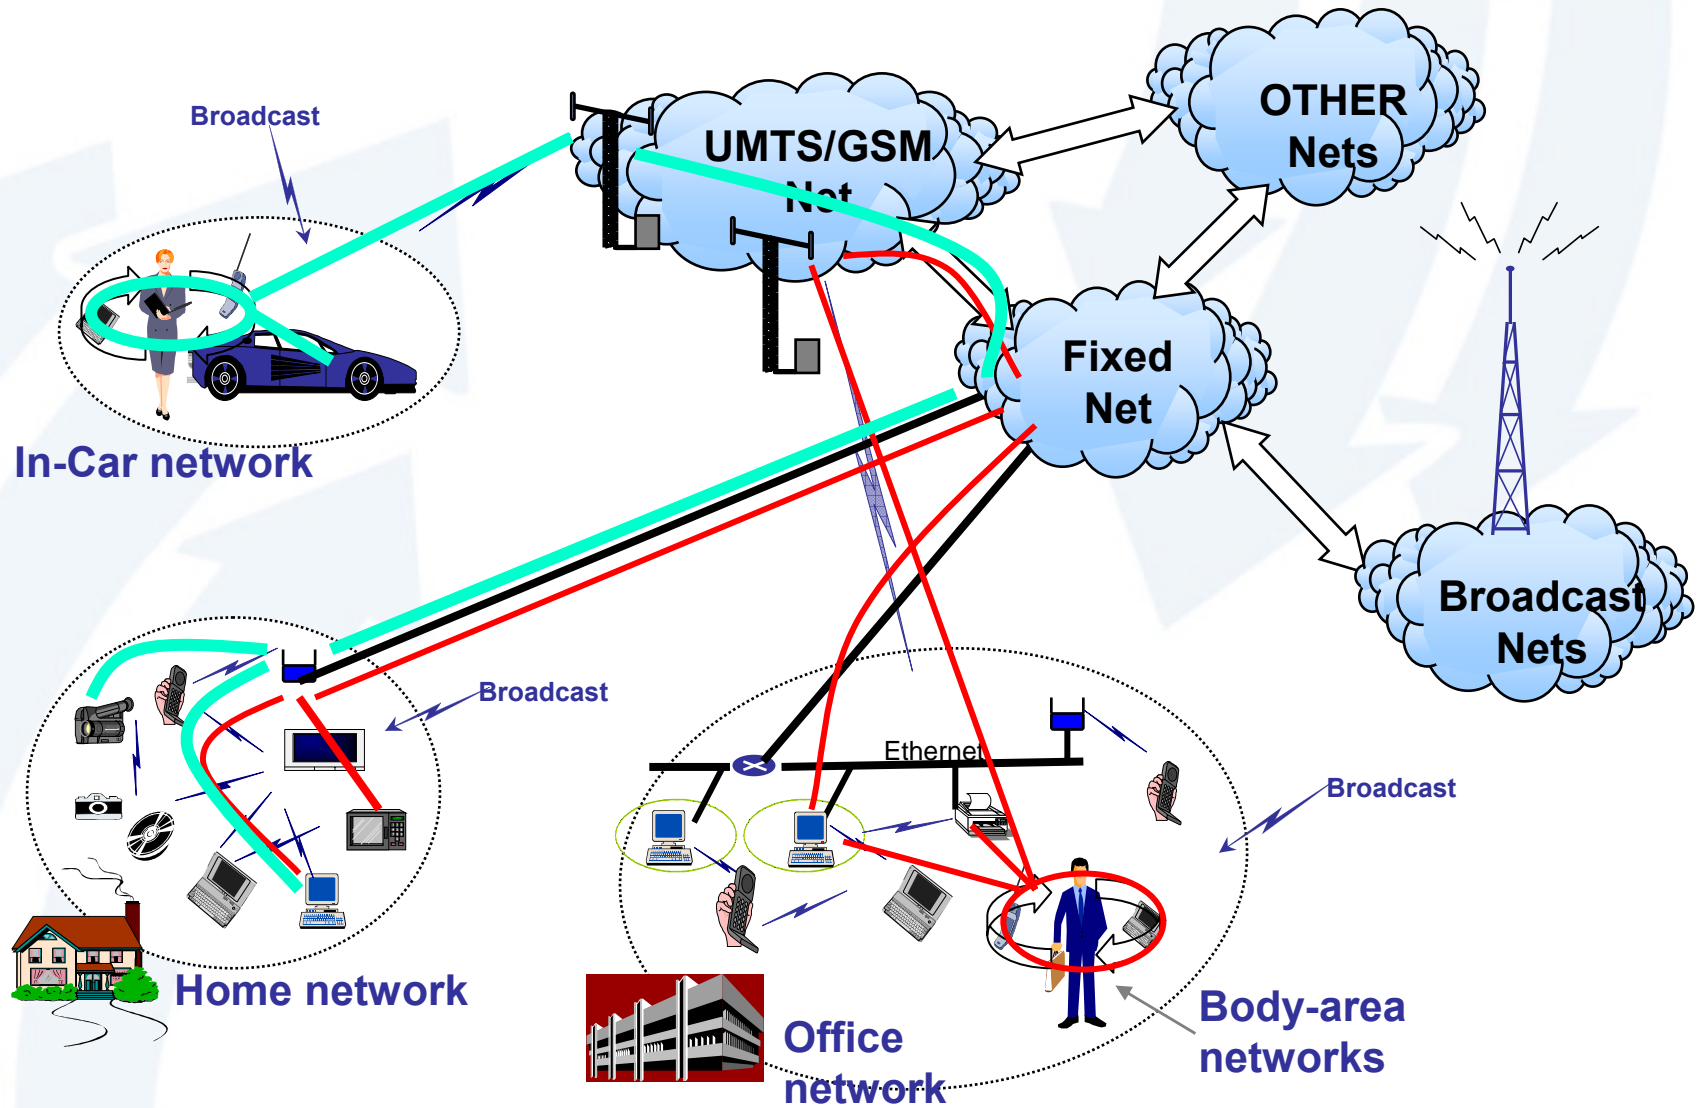 OTHER
Nets
Broadcast
UMTS/GSM
Net
Fixed
Net
In-Car network
Broadcast
Nets
Broadcast
Ethernet
Broadcast
Home network
Body-area
networks
Office
network